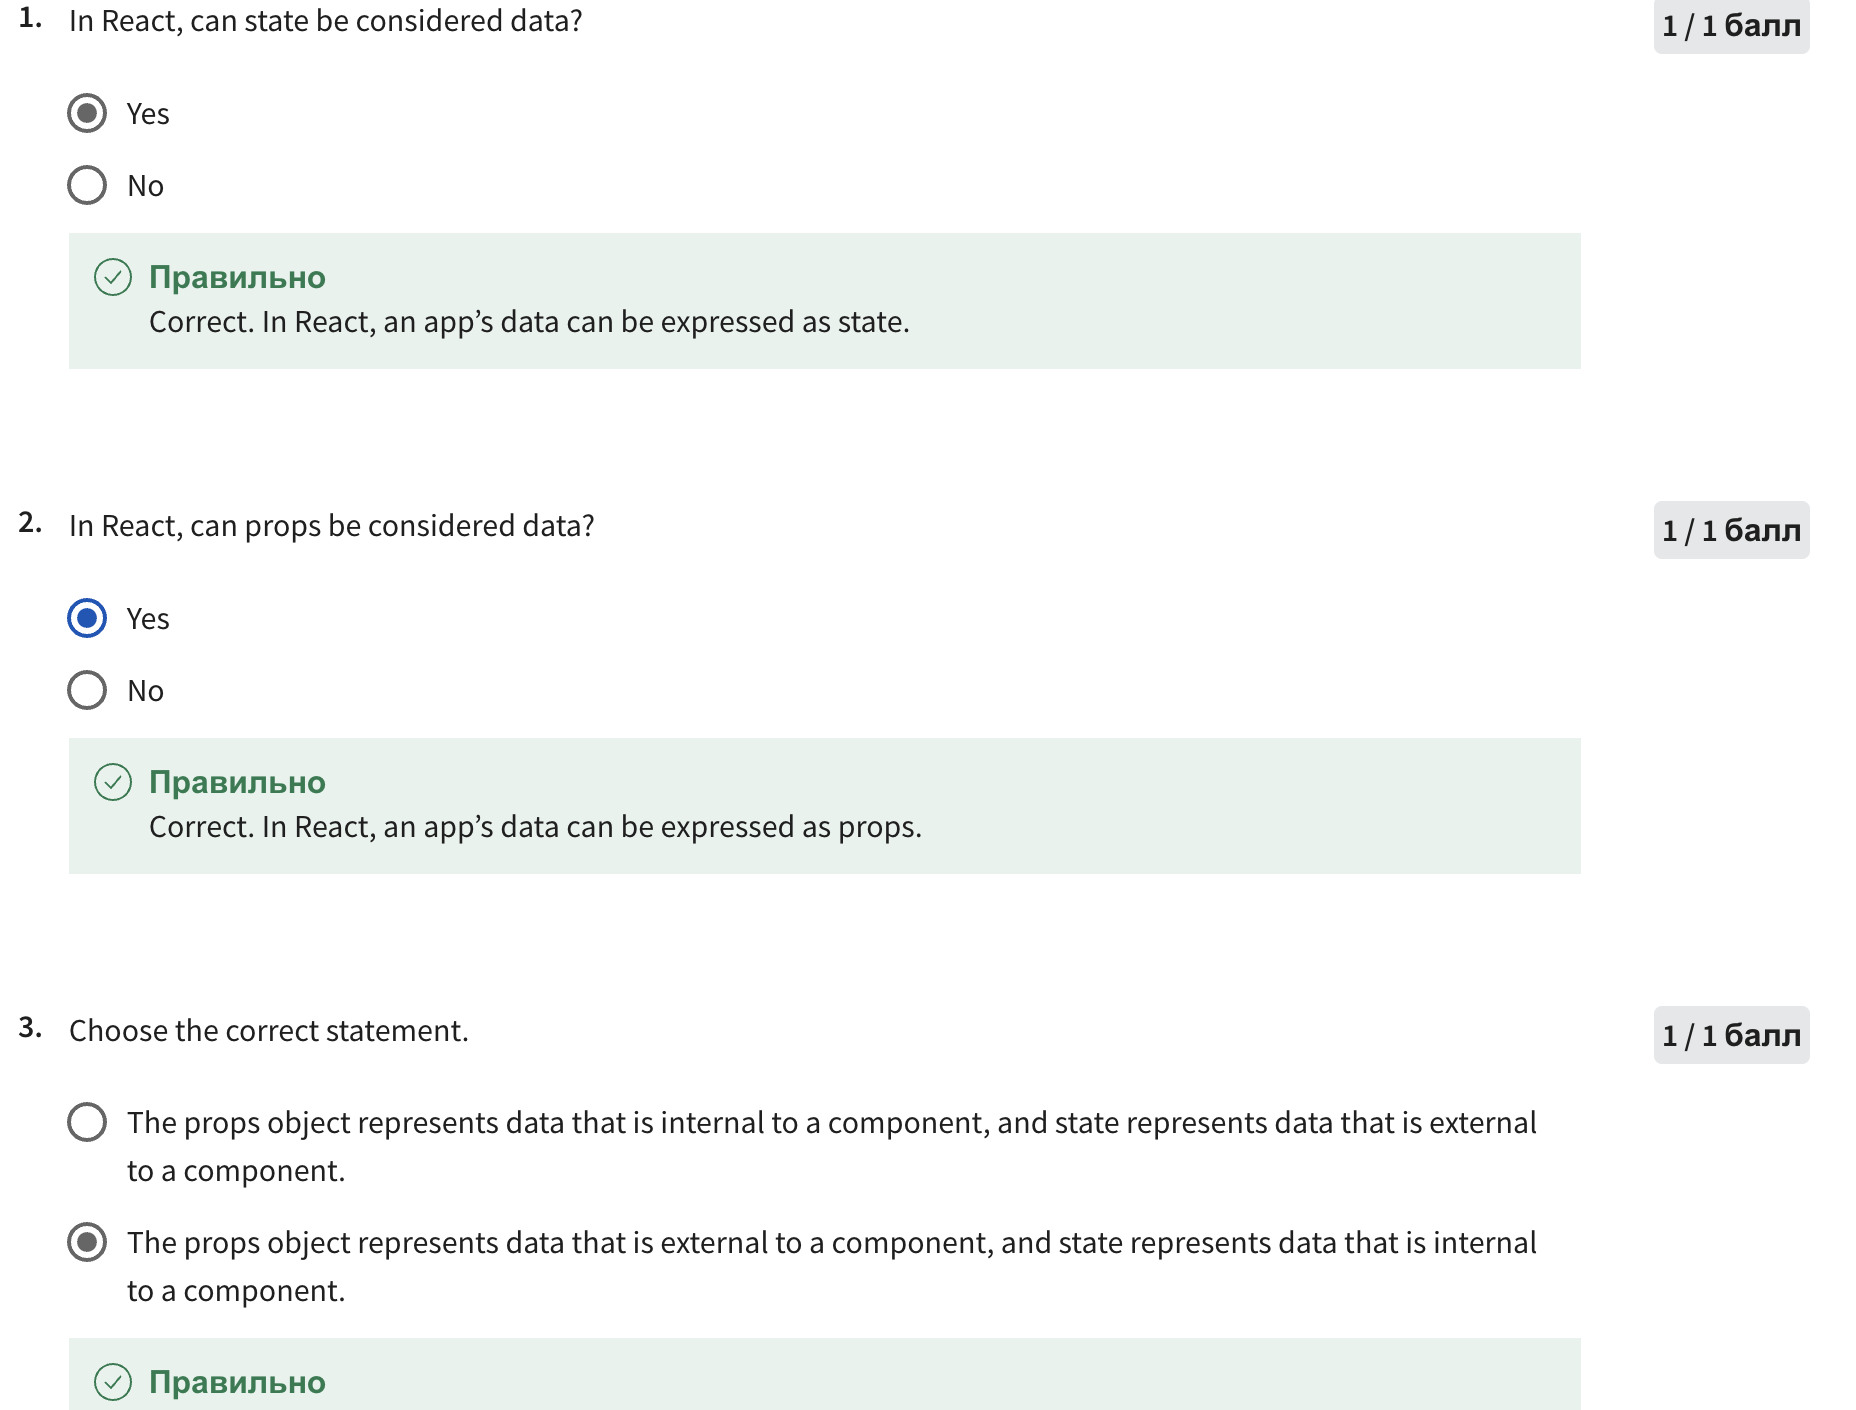 1. In React, can state be considered data?
1 / 1 балл
Yes
No
Правильно
Correct. In React, an app’s data can be expressed as state.
2. In React, can props be considered data?
1 / 1 балл
Yes
No
Правильно
Correct. In React, an app’s data can be expressed as props.
3. Choose the correct statement.
1 / 1 балл
The props object represents data that is internal to a component, and state represents data that is external
to a component.
The props object represents data that is external to a component, and state represents data that is internal
to a component.
Правильно